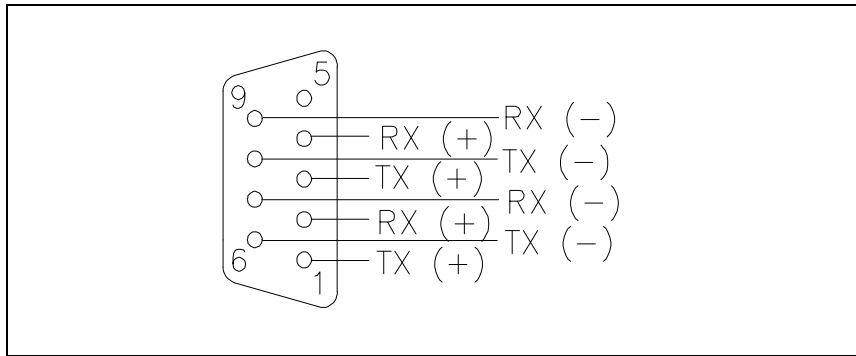 5
9
RX (-)
RX (+)
TX (-)
TX (+)
RX (-)
RX (+)
TX (-)
6
TX (+)
1